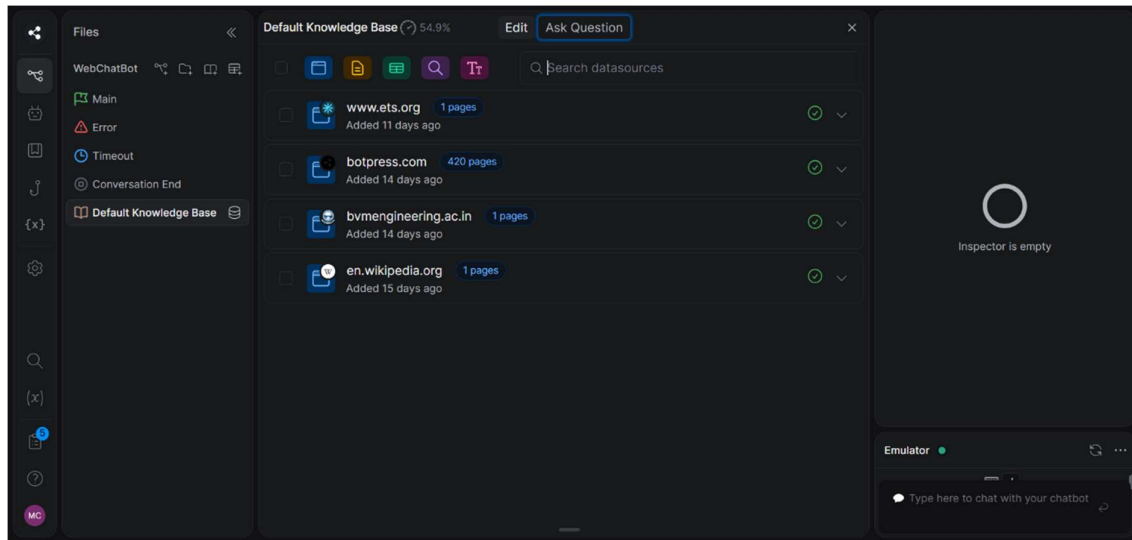 Files
WebChatBot
Main
Error
Timeout
Conversation End
Default Knowledge Base
{x}
(x)
5
MC
Default Knowledge Base 54.9% Edit Ask Question
Tт Search datasources
www.ets.org 1 pages
Added 11 days ago
botpress.com 420 pages
Added 14 days ago
bvmengineering.ac.in 1 pages
Added 14 days ago
W
en.wikipedia.org 1 pages
Added 15 days ago
Inspector is empty
Emulator
Type here to chat with your chatbot